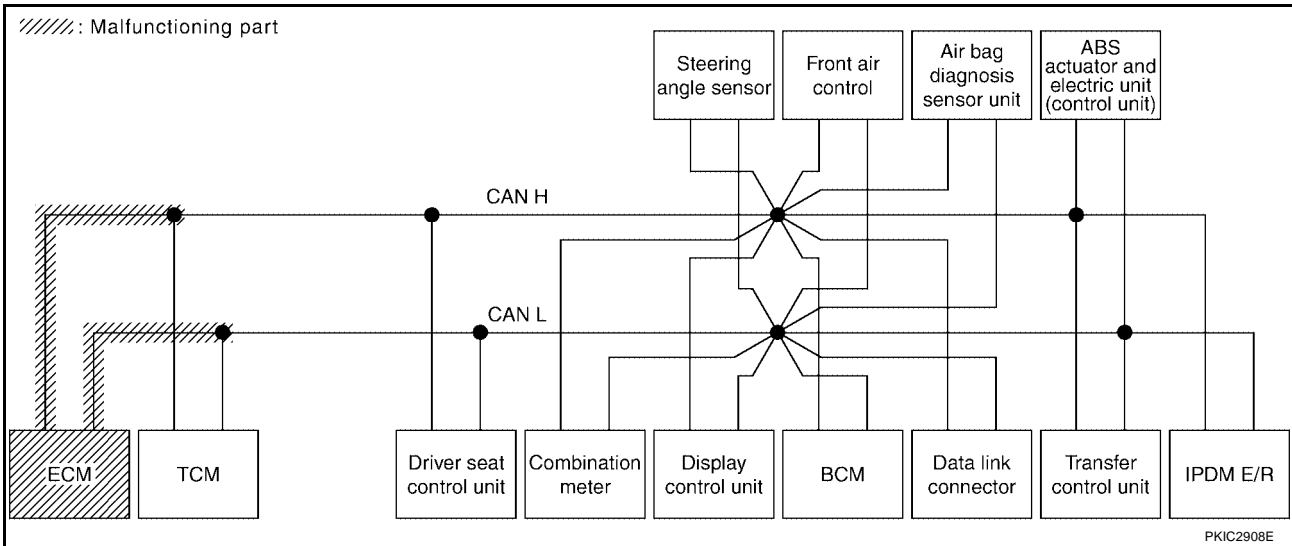 : Malfunctioning part
Steering
angle sensor
Front air
control
Air bag
diagnosis
sensor unit
ABS
actuator and
electric unit
(control unit)
CAN H
CAN L
ECM
TCM
Driver seat
control unit
Combination
meter
Display
control unit
BCM
Data link
connector
Transfer
control unit
IPDM E/R
PKIC2908E